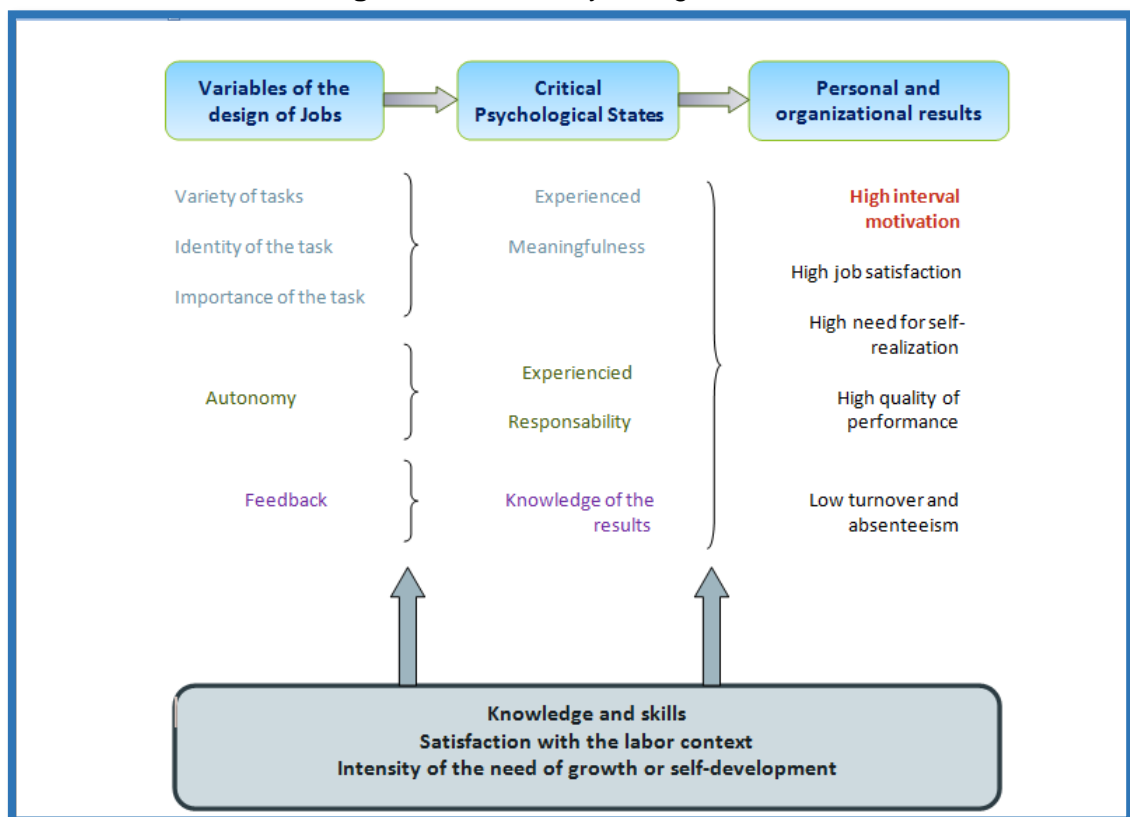 Variables of the
design of Jobs
Critical
Psychological States
Personal and
organizational results
Variety of tasks
Identity of the task
Importance of the task
Experienced
Meaningfulness
High interval
motivation
High job satisfaction
High need for self-
realization
Autonomy
Experiencied
Responsability
High quality of
performance
Feedback
Knowledge of the
results
Low turnover and
absenteeism
Knowledge and skills
Satisfaction with the labor context
Intensity of the need of growth or self-development